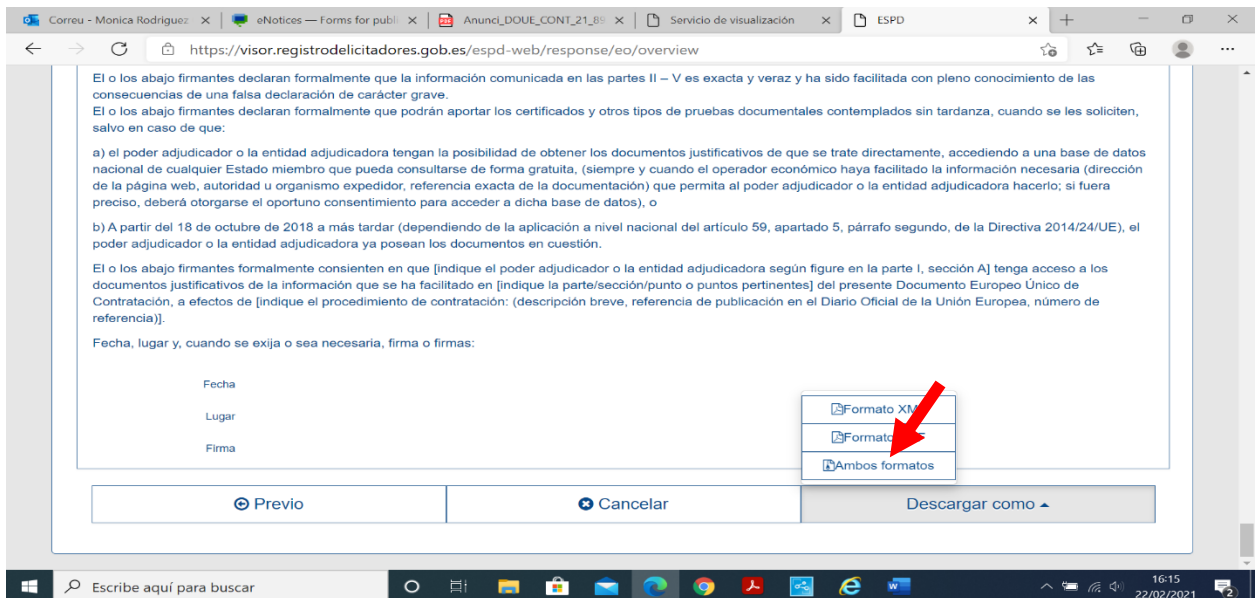 Correu - Monica Rodriguez
eNotices — Forms for publi
Anunci_DOUE_CONT_21_89
Servicio de visualización
ESPD
https://visor.registrodelicitadores.gob.es/espd-web/response/eo/overview
El o los abajo firmantes declaran formalmente que la información comunicada en las partes II – V es exacta y veraz y ha sido facilitada con pleno conocimiento de las
consecuencias de una falsa declaración de carácter grave.
El o los abajo firmantes declaran formalmente que podrán aportar los certificados y otros tipos de pruebas documentales contemplados sin tardanza, cuando se les soliciten,
salvo en caso de que:
a) el poder adjudicador o la entidad adjudicadora tengan la posibilidad de obtener los documentos justificativos de que se trate directamente, accediendo a una base de datos
nacional de cualquier Estado miembro que pueda consultarse de forma gratuita, (siempre y cuando el operador económico haya facilitado la información necesaria (dirección
de la página web, autoridad u organismo expedidor, referencia exacta de la documentación) que permita al poder adjudicador o la entidad adjudicadora hacerlo; si fuera
preciso, deberá otorgarse el oportuno consentimiento para acceder a dicha base de datos), o
b) A partir del 18 de octubre de 2018 a más tardar (dependiendo de la aplicación a nivel nacional del artículo 59, apartado 5, párrafo segundo, de la Directiva 2014/24/UE), el
poder adjudicador o la entidad adjudicadora ya posean los documentos en cuestión.
El o los abajo firmantes formalmente consienten en que [indique el poder adjudicador o la entidad adjudicadora según figure en la parte I, sección A] tenga acceso a los
documentos justificativos de la información que se ha facilitado en [indique la parte/sección/punto o puntos pertinentes] del presente Documento Europeo Único de
Contratación, a efectos de [indique el procedimiento de contratación: (descripción breve, referencia de publicación en el Diario Oficial de la Unión Europea, número de
referencia)].
Fecha, lugar y, cuando se exija o sea necesaria, firma o firmas:
Fecha
Lugar
Firma
Formato XM
Formato
Ambos formatos
Previo
Cancelar
Descargar como
Escribe aquí para buscar
16:15
22/02/2021
2